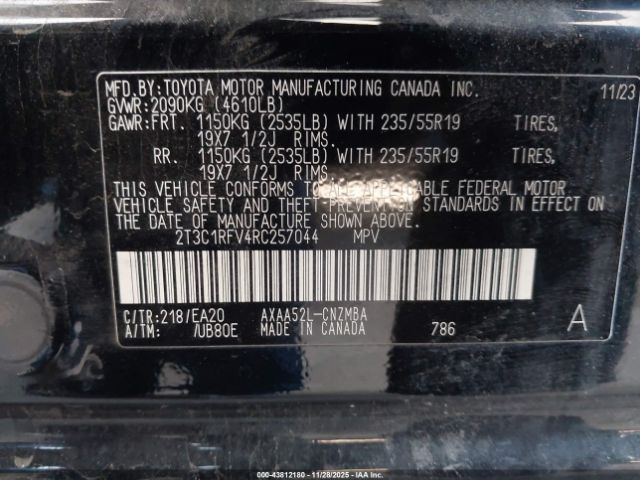 MFD.BY:TOYOTA MOTOR MANUFACTURING CANADA INC. 11/23
GVWR:2090KG (4610LB)
GAWR:FRT. 1150KG (2535LB) WITH 235/55R19 TIRES,
19X7 1/2J RIMS.
RR. 1150KG (2535LB) WITH 235/55R19 TIRES,
19X7 1/2J RIMS.
THIS VEHICLE CONFORMS TO ALL APPLICABLE FEDERAL MOTOR
VEHICLE SAFETY AND THEFT-PREVENTION STANDARDS IN EFFECT ON
THE DATE OF MANUFACTURE SHOWN ABOVE.
2T3C1RFV4RC257044 MPV
C/TR:218/EA20 AXAA52L-CNZMBA
A/TM: /UB80E MADE IN CANADA 786 A
000-43812180 - 11/28/2025 - IAAI.CA